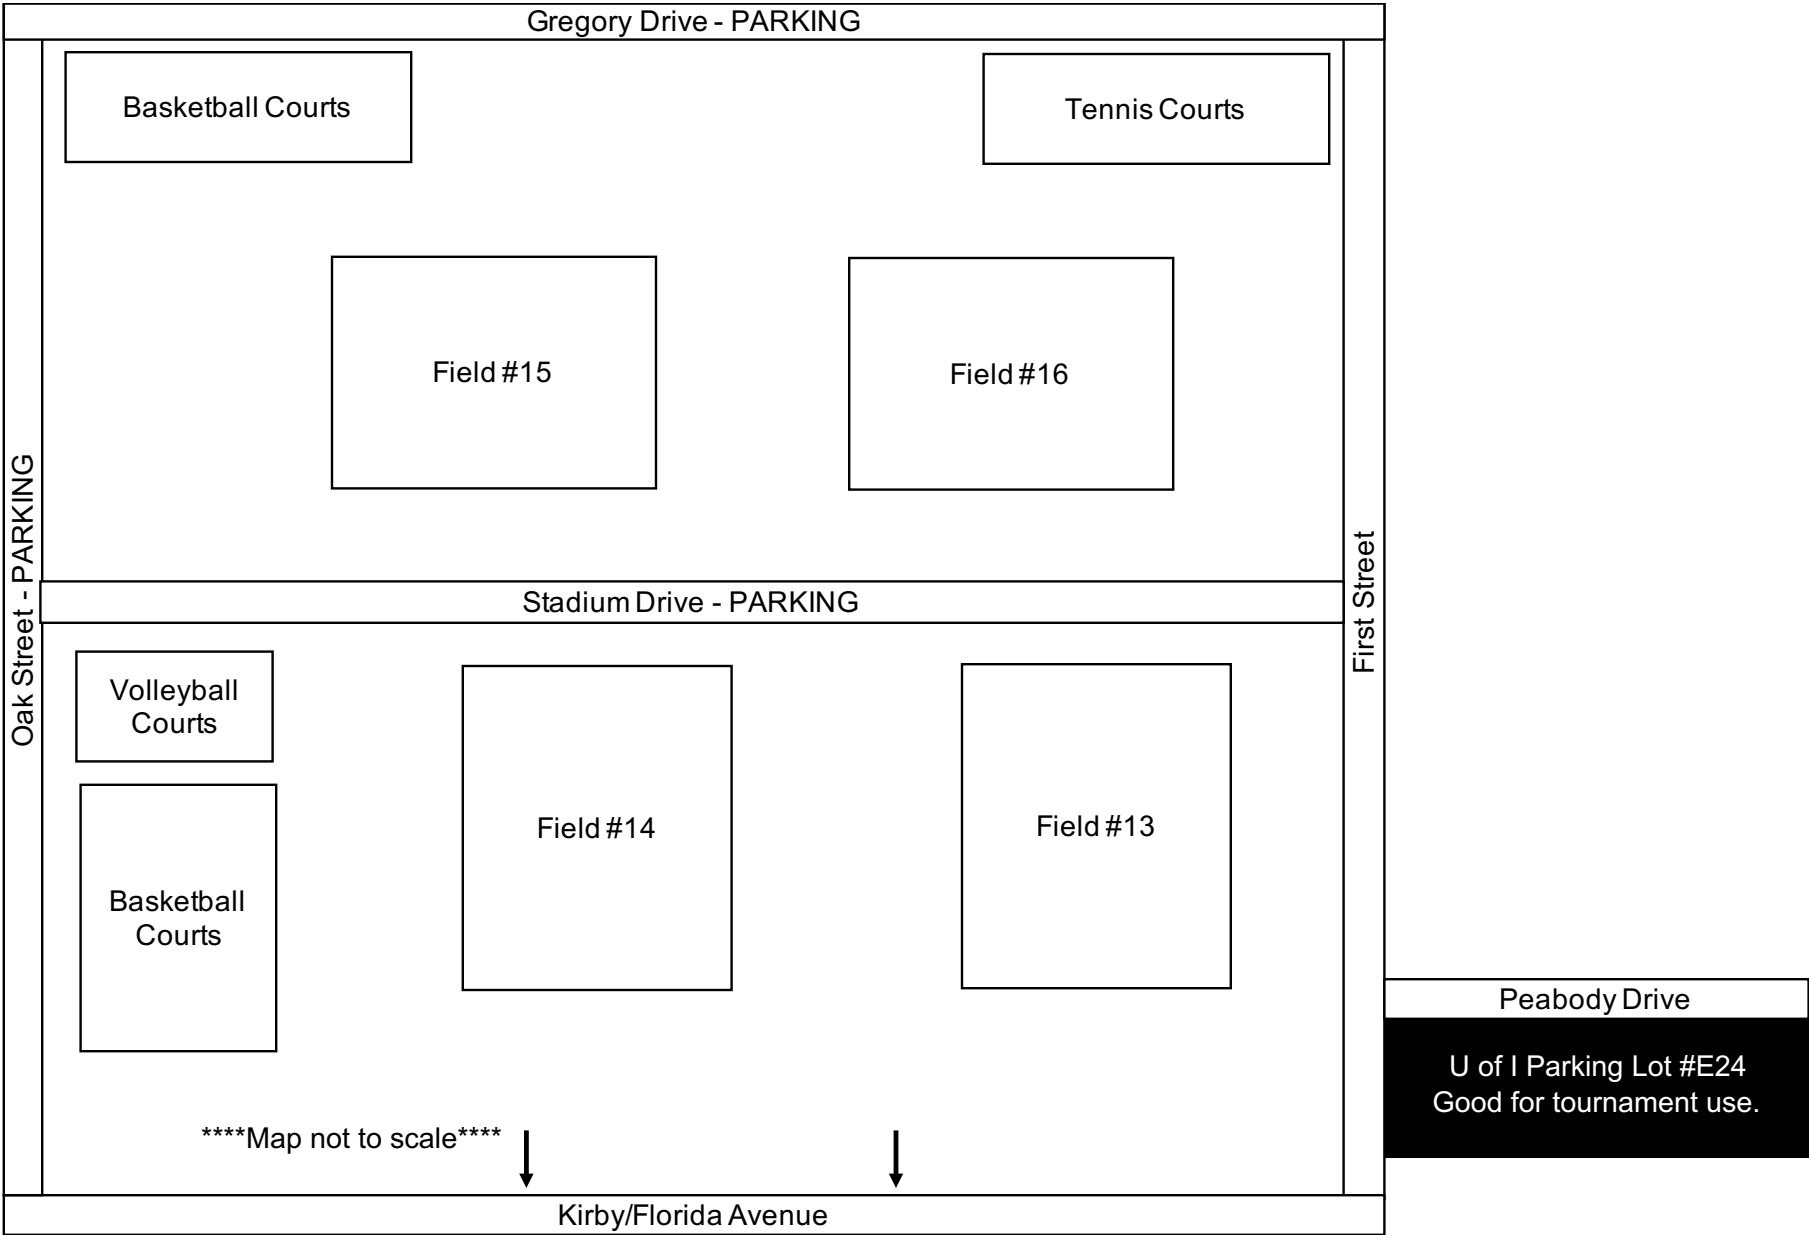 Gregory Drive - PARKING
Basketball Courts
Tennis Courts
Field #15
Field #16
Oak Street - PARKING
Stadium Drive - PARKING
First Street
Volleyball
Courts
Field #14
Field #13
Basketball
Courts
Peabody Drive
U of I Parking Lot #E24
Good for tournament use.
****Map not to scale****
Kirby/Florida Avenue